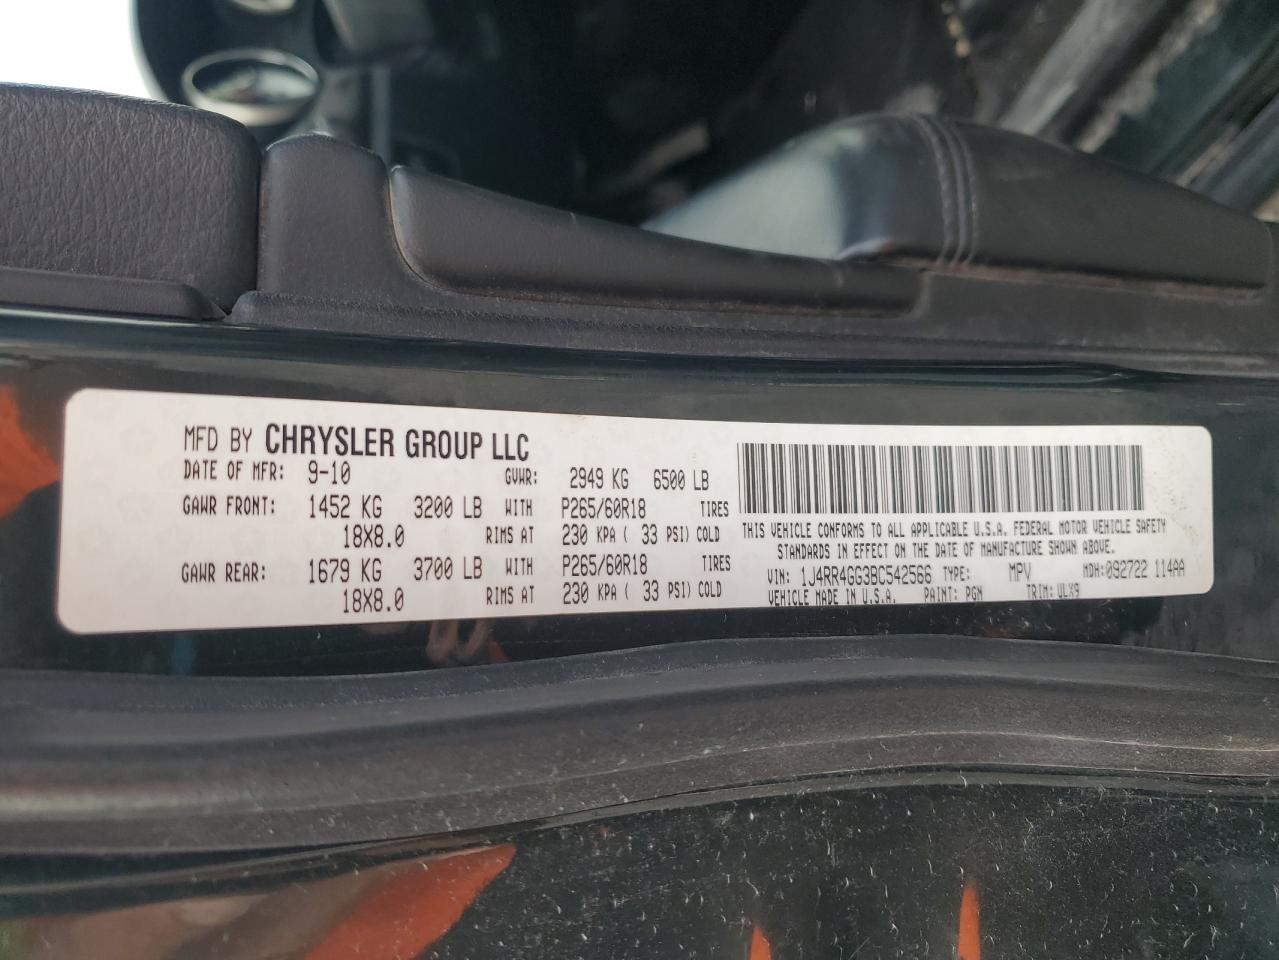 MFD BY CHRYSLER GROUP LLC
DATE OF MFR: 9-10 GVWR: 2949 KG 6500 LB
GAWR FRONT: 1452 KG 3200 LB WITH P265/60R18 TIRES
18X8.0 RIMS AT 230 KPA ( 33 PSI) COLD
GAWR REAR: 1679 KG 3700 LB WITH P265/60R18 TIRES
18X8.0 RIMS AT 230 KPA ( 33 PSI) COLD
THIS VEHICLE CONFORMS TO ALL APPLICABLE U.S.A. FEDERAL MOTOR VEHICLE SAFETY
STANDARDS IN EFFECT ON THE DATE OF MANUFACTURE SHOWN ABOVE.
VIN: 1J4RR4GG3BC542566 TYPE: MPV MDH:092722 114AA
VEHICLE MADE IN U.S.A. PAINT: PGN TRIM: ULX9